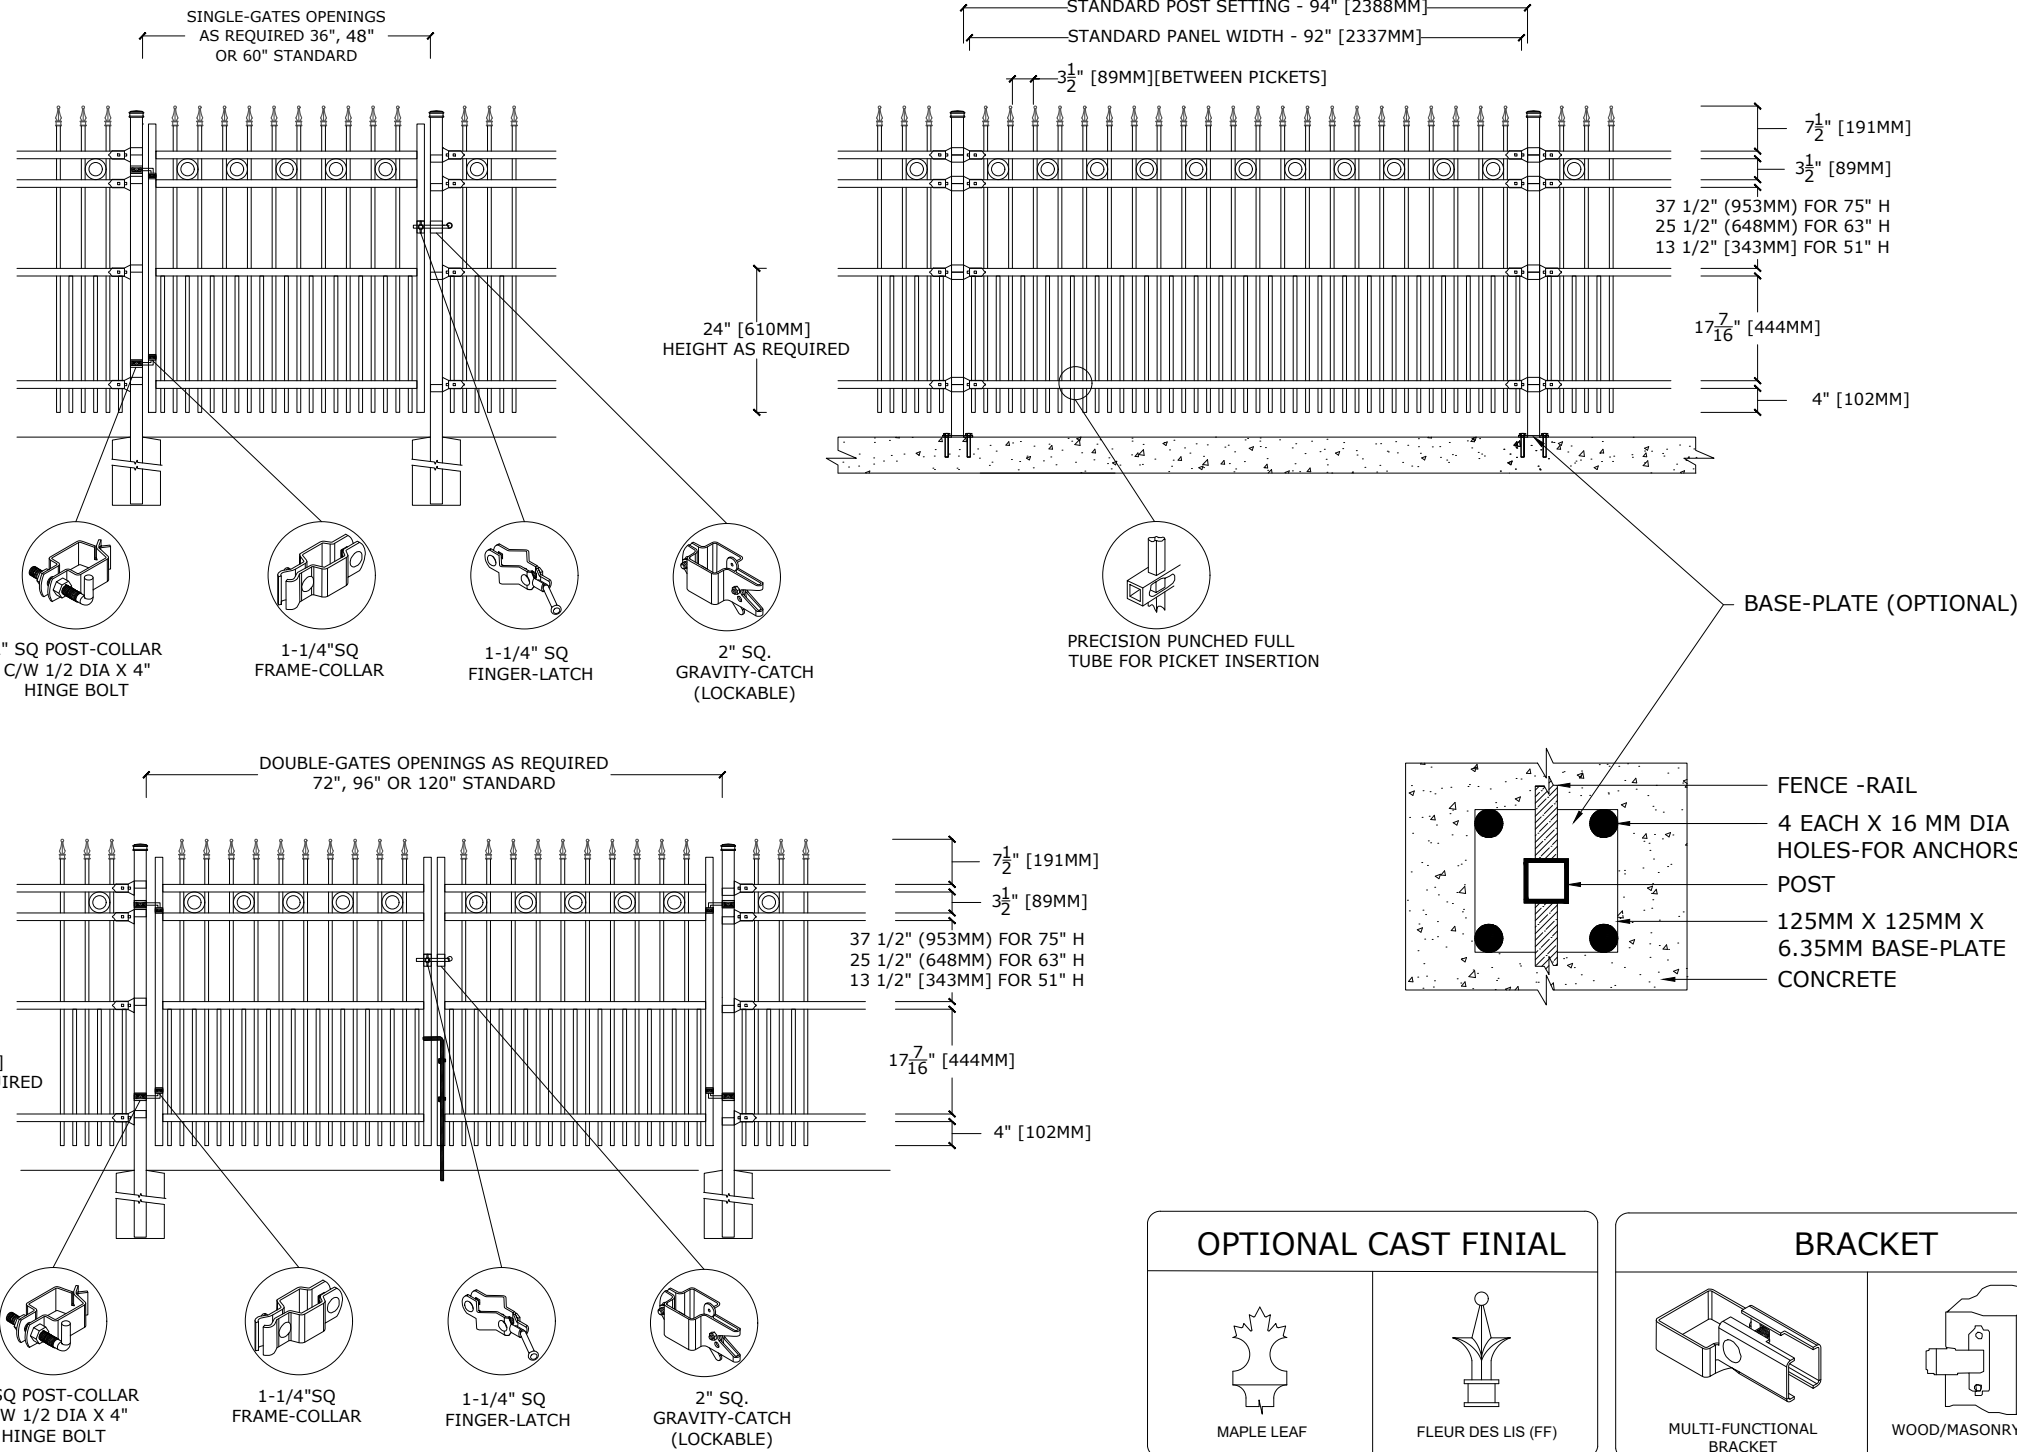 SINGLE-GATES OPENINGS
AS REQUIRED 36", 48"
OR 60" STANDARD
STANDARD POST SETTING - 94" [2388MM]
STANDARD PANEL WIDTH - 92" [2337MM]
3 1/2" [89MM][BETWEEN PICKETS]
7 1/2" [191MM]
3 1/2" [89MM]
37 1/2" (953MM) FOR 75" H
25 1/2" (648MM) FOR 63" H
13 1/2" [343MM] FOR 51" H
24" [610MM]
HEIGHT AS REQUIRED
17 7/16" [444MM]
4" [102MM]
" SQ POST-COLLAR
C/W 1/2 DIA X 4"
HINGE BOLT
1-1/4"SQ
FRAME-COLLAR
1-1/4" SQ
FINGER-LATCH
2" SQ.
GRAVITY-CATCH
(LOCKABLE)
PRECISION PUNCHED FULL
TUBE FOR PICKET INSERTION
BASE-PLATE (OPTIONAL)
FENCE -RAIL
4 EACH X 16 MM DIA
HOLES-FOR ANCHORS
POST
125MM X 125MM X
6.35MM BASE-PLATE
CONCRETE
DOUBLE-GATES OPENINGS AS REQUIRED
72", 96" OR 120" STANDARD
7 1/2" [191MM]
3 1/2" [89MM]
37 1/2" (953MM) FOR 75" H
25 1/2" (648MM) FOR 63" H
13 1/2" [343MM] FOR 51" H
17 7/16" [444MM]
4" [102MM]
SQ POST-COLLAR
W 1/2 DIA X 4"
HINGE BOLT
1-1/4"SQ
FRAME-COLLAR
1-1/4" SQ
FINGER-LATCH
2" SQ.
GRAVITY-CATCH
(LOCKABLE)
OPTIONAL CAST FINIAL
MAPLE LEAF
FLEUR DES LIS (FF)
BRACKET
MULTI-FUNCTIONAL
BRACKET
WOOD/MASONRY